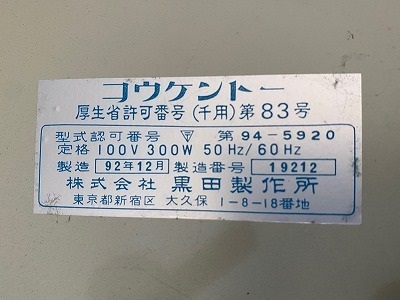 コウケントー
厚生省許可番号(千用)第83号
型式認可番号 〒 第 94-5920
定格 100V 300W 50Hz/60Hz
製造 92年12月 製造番号 19212
株式会社 黒田製作所
東京都新宿区 大久保 1-8-18番地